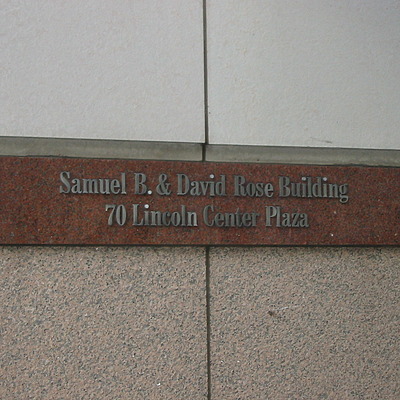 Samuel B. & David Rose Building
70 Lincoln Center Plaza